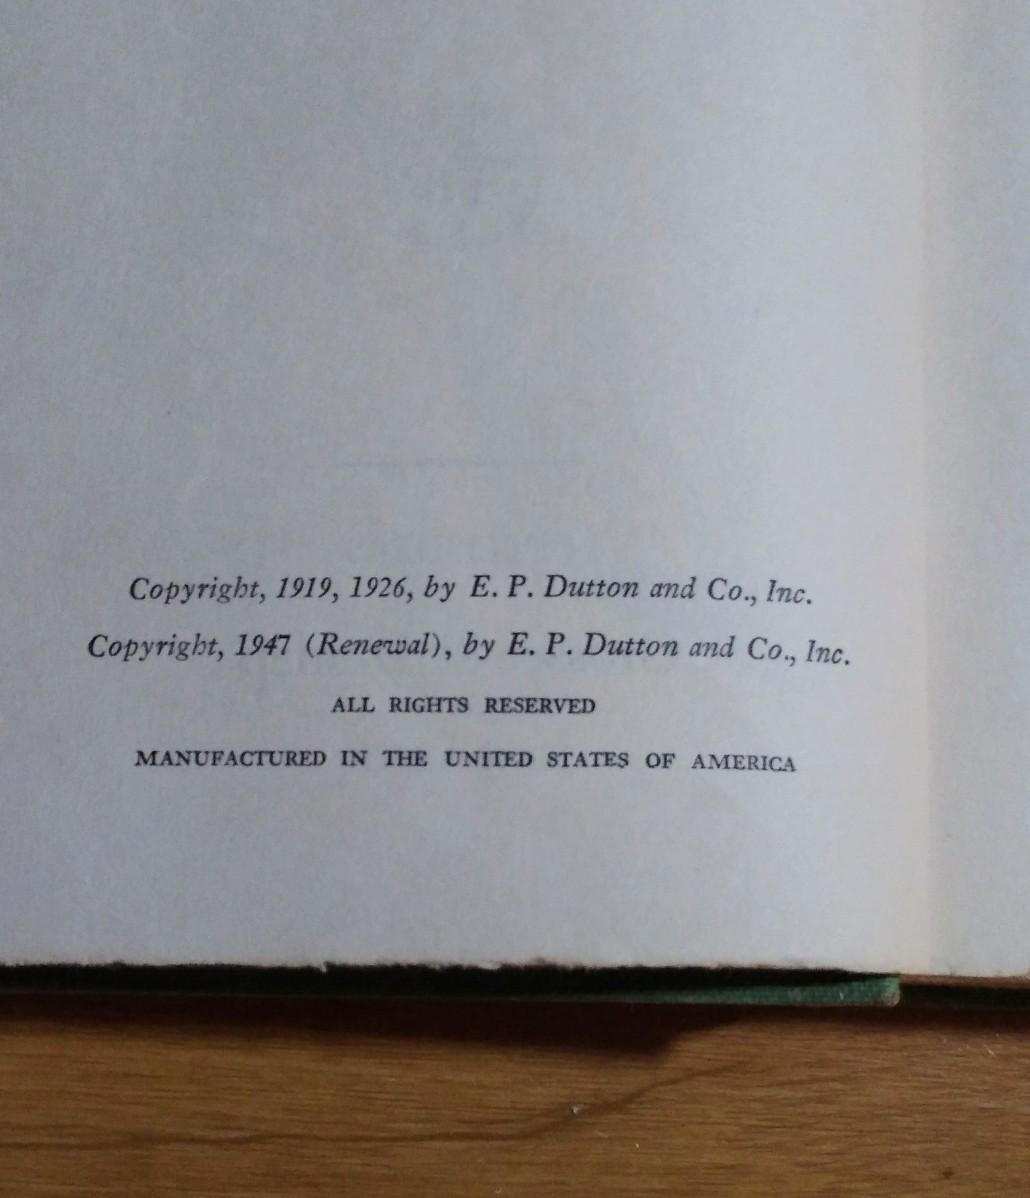 Copyright, 1919, 1926, by E. P. Dutton and Co., Inc.
Copyright, 1947 (Renewal), by E. P. Dutton and Co., Inc.
ALL RIGHTS RESERVED
MANUFACTURED IN THE UNITED STATES OF AMERICA